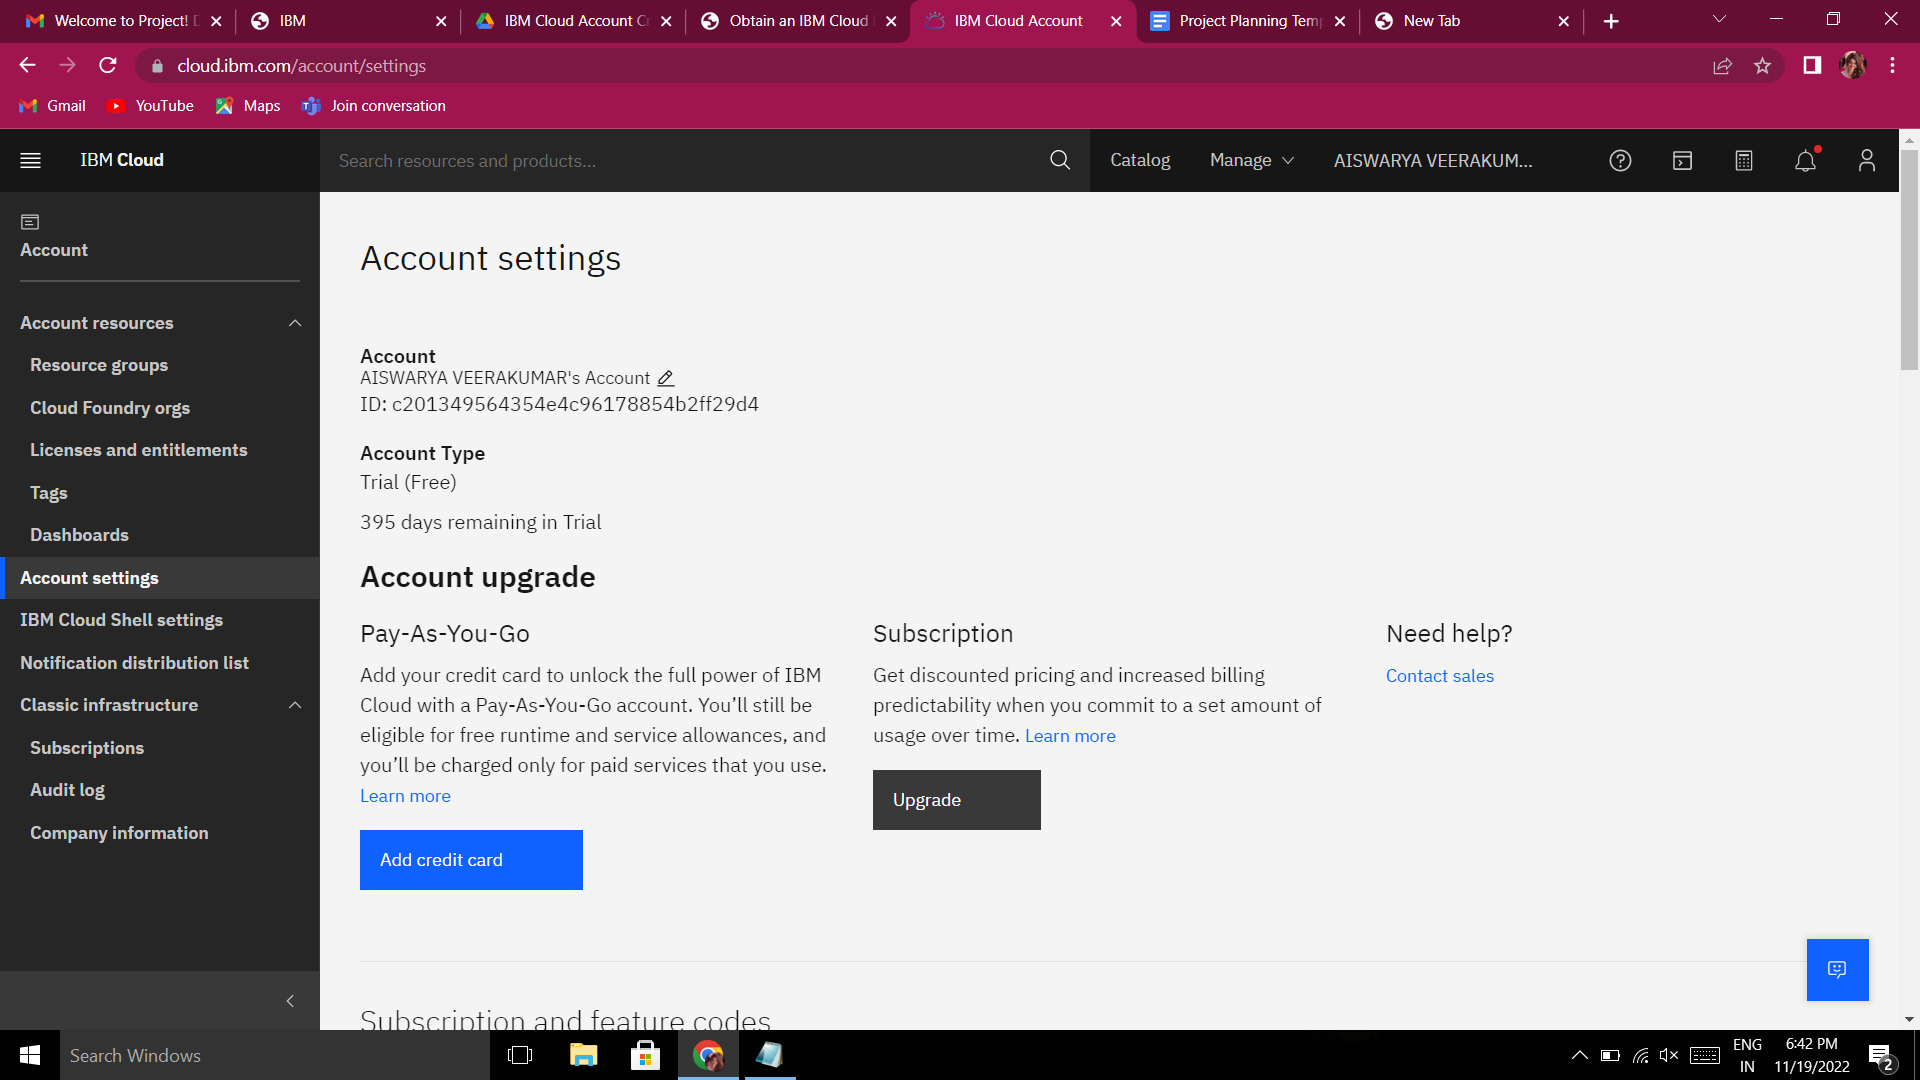 Welcome to Project!
IBM
IBM Cloud Account C
Obtain an IBM Cloud
IBM Cloud Account
Project Planning Temp
New Tab
cloud.ibm.com/account/settings
Gmail
YouTube
Maps
Join conversation
IBM Cloud
Search resources and products...
Catalog
Manage
AISWARYA VEERAKUM...
Account
Account resources
Resource groups
Cloud Foundry orgs
Licenses and entitlements
Tags
Dashboards
Account settings
IBM Cloud Shell settings
Notification distribution list
Classic infrastructure
Subscriptions
Audit log
Company information
Account settings
Account
AISWARYA VEERAKUMAR's Account
ID: c201349564354e4c96178854b2ff29d4
Account Type
Trial (Free)
395 days remaining in Trial
Account upgrade
Pay-As-You-Go
Add your credit card to unlock the full power of IBM
Cloud with a Pay-As-You-Go account. You’ll still be
eligible for free runtime and service allowances, and
you’ll be charged only for paid services that you use.
Learn more
Add credit card
Subscription
Get discounted pricing and increased billing
predictability when you commit to a set amount of
usage over time. Learn more
Upgrade
Need help?
Contact sales
Subscription and feature codes
Search Windows
ENG
IN
6:42 PM
11/19/2022
2